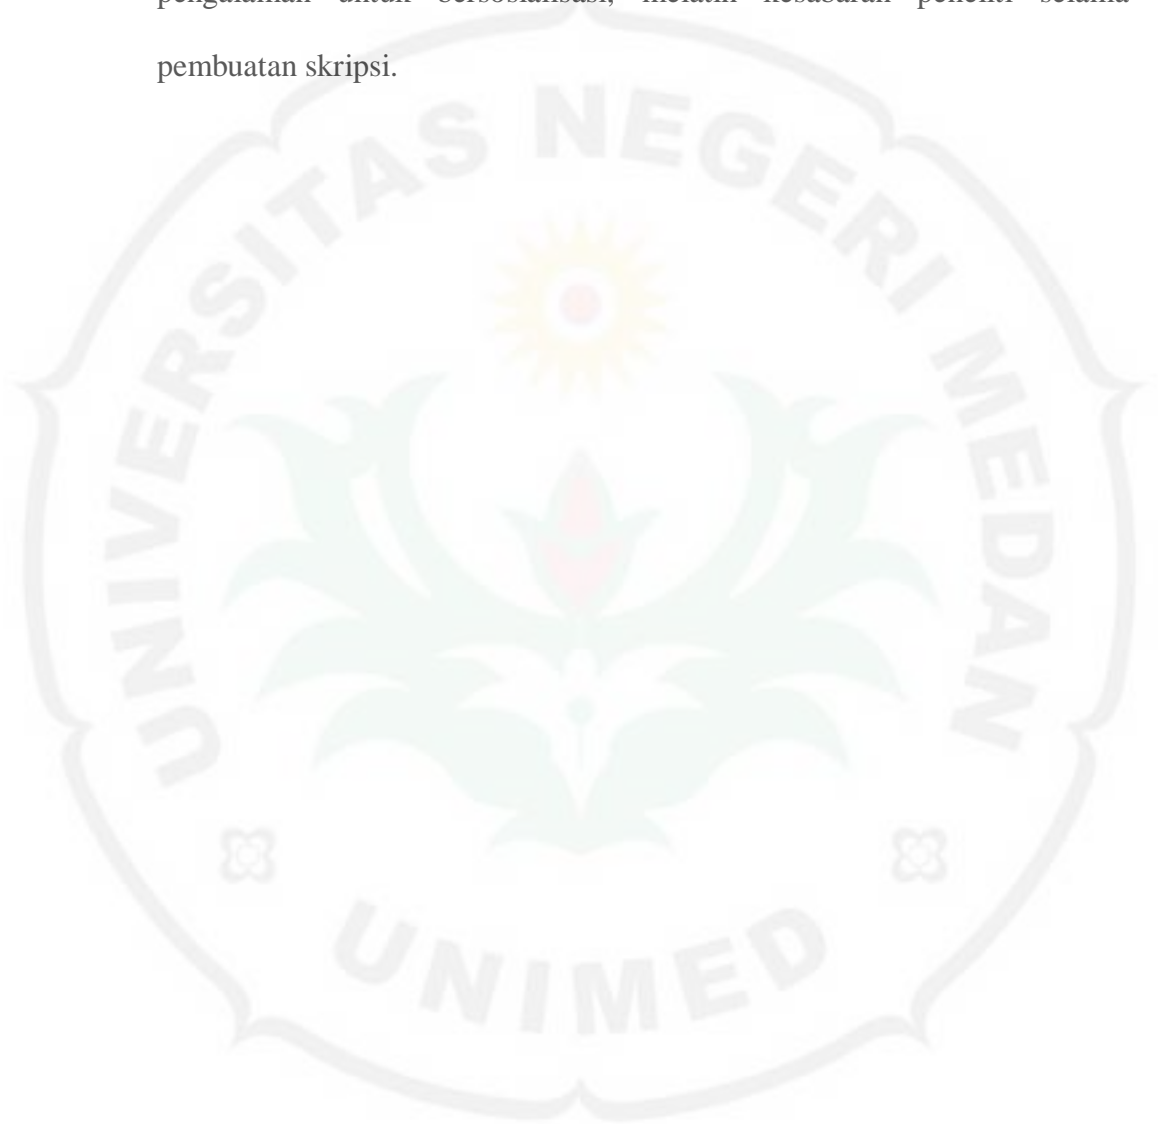 pengalaman untuk bersosialisasi, melatih kesabaran peneliti selama
pembuatan skripsi.
UNIVERSITAS NEGERI MEDAN
UNIMED